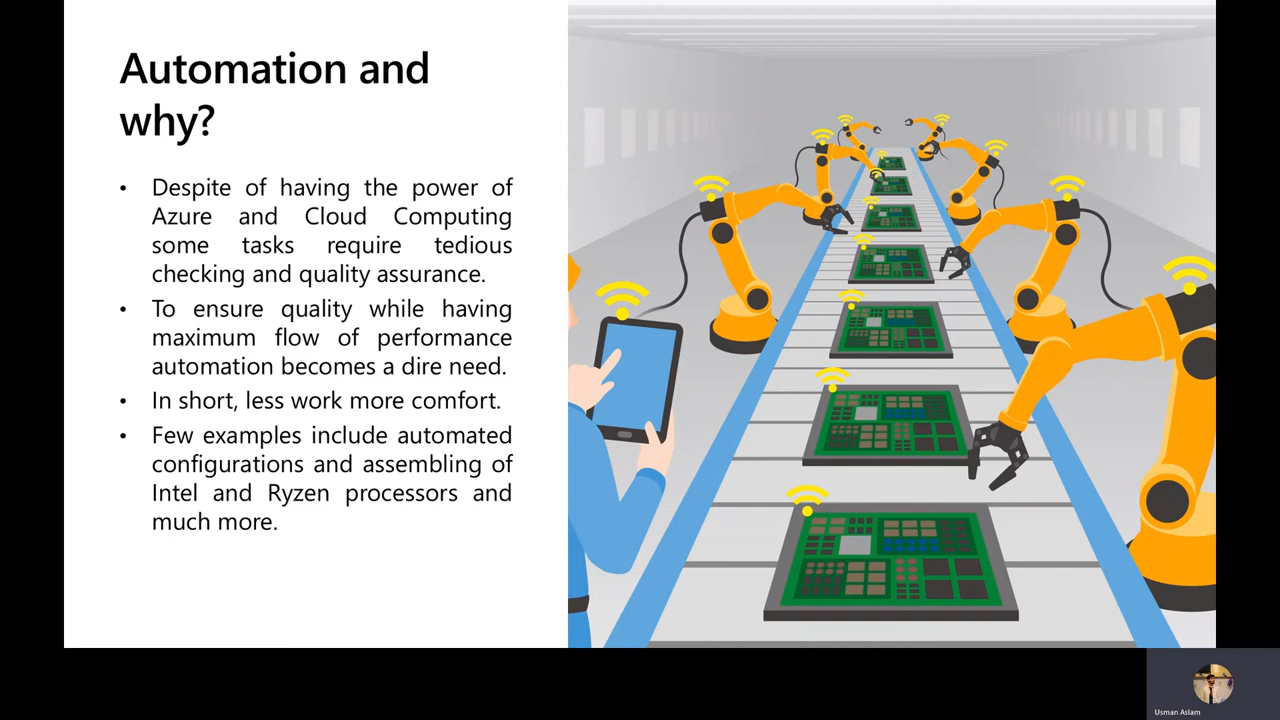 Automation and
why?
• Despite of having the power of
Azure and Cloud Computing
some tasks require tedious
checking and quality assurance.
• To ensure quality while having
maximum flow of performance
automation becomes a dire need.
• In short, less work more comfort.
• Few examples include automated
configurations and assembling of
Intel and Ryzen processors and
much more.
Usman Aslam